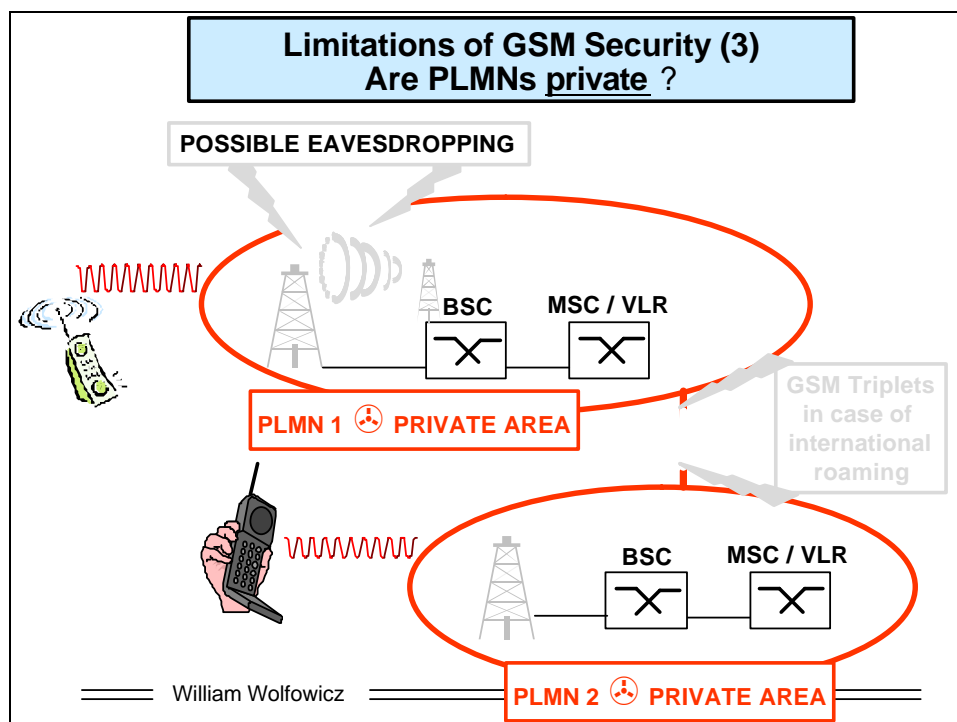 Limitations of GSM Security (3)
Are PLMNs private ?
POSSIBLE EAVESDROPPING
BSC
MSC / VLR
GSM Triplets
in case of
international
roaming
PLMN 1 PRIVATE AREA
BSC
MSC / VLR
William Wolfowicz
PLMN 2 PRIVATE AREA